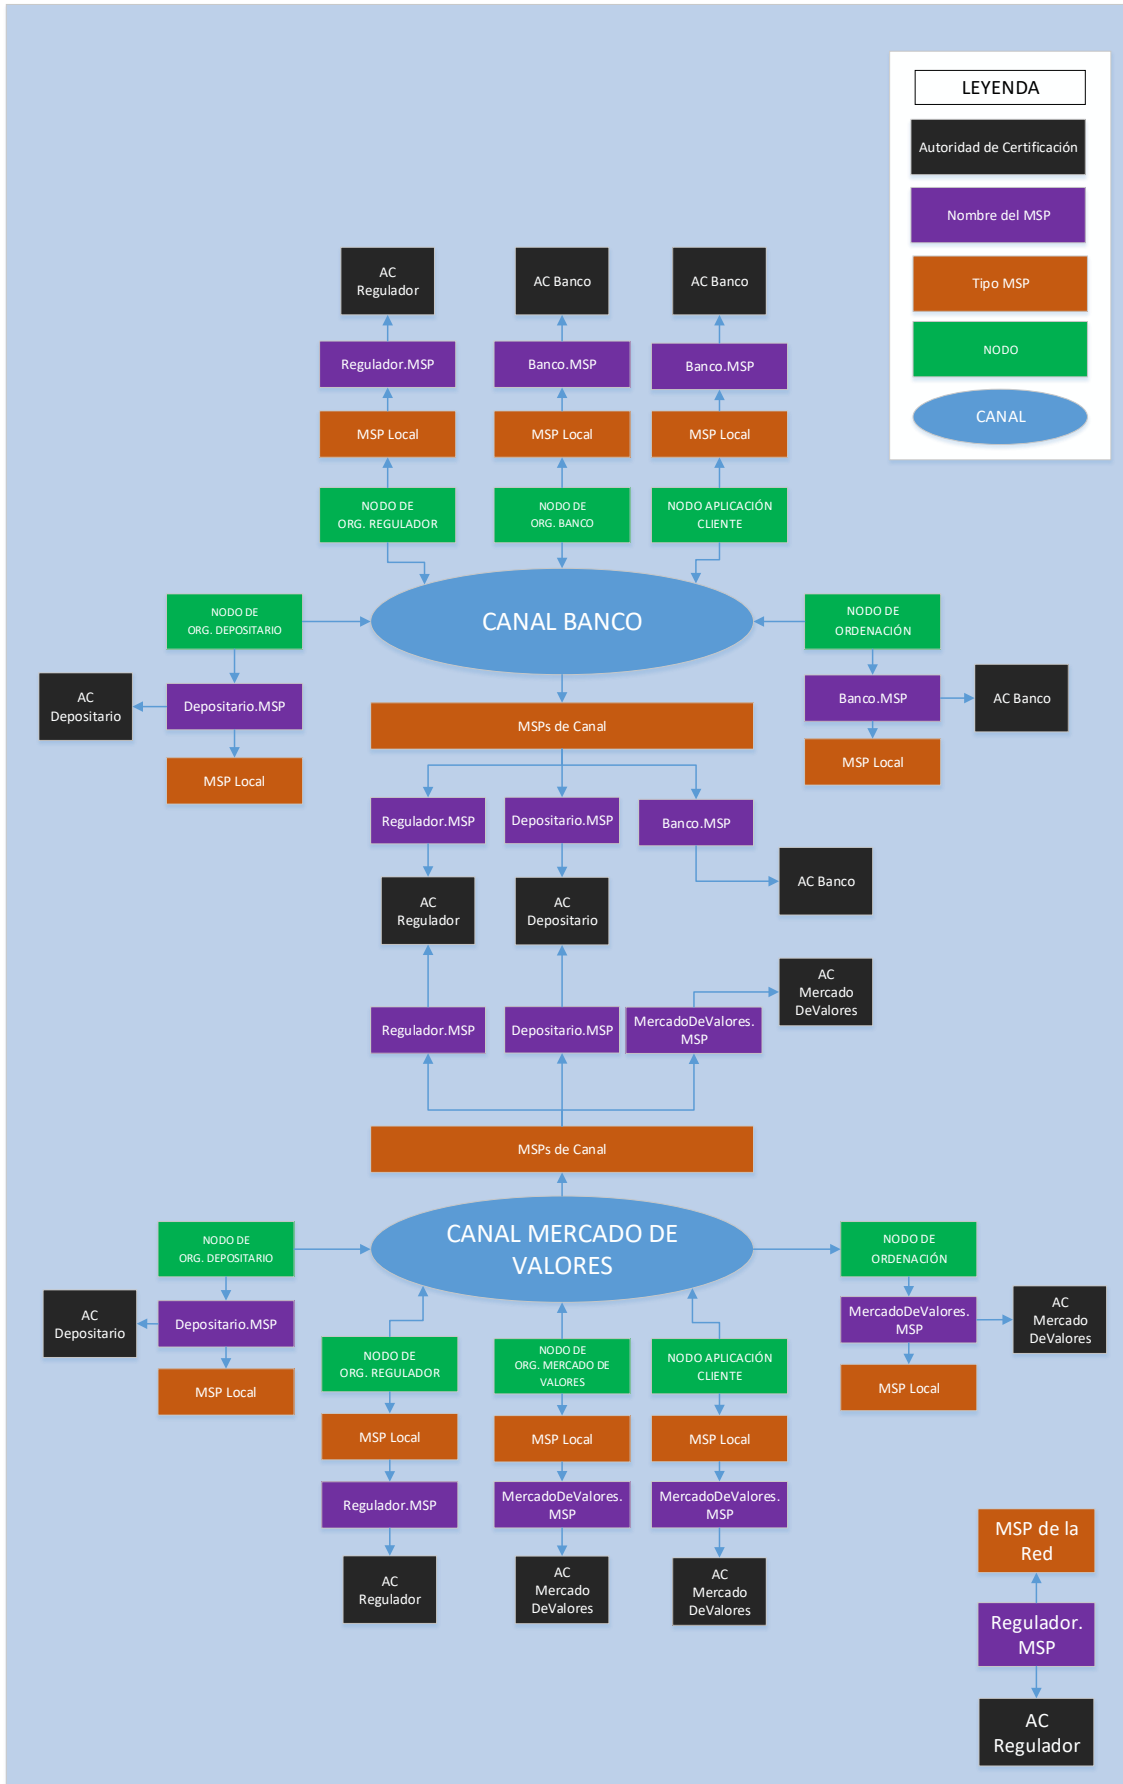 LEYENDA
Autoridad de Certificación
Nombre del MSP
Tipo MSP
NODO
CANAL
AC
Regulador
AC Banco
AC Banco
Regulador.MSP
Banco.MSP
Banco.MSP
MSP Local
MSP Local
MSP Local
NODO DE
ORG. REGULADOR
NODO DE
ORG. BANCO
NODO APLICACIÓN
CLIENTE
NODO DE
ORG. DEPOSITARIO
CANAL BANCO
NODO DE
ORDENACIÓN
AC
Depositario
Depositario.MSP
MSP Local
MSPs de Canal
Banco.MSP
AC Banco
MSP Local
Regulador.MSP
Depositario.MSP
Banco.MSP
AC Banco
AC
Regulador
AC
Depositario
AC
Mercado
DeValores
Regulador.MSP
Depositario.MSP
MercadoDeValores.
MSP
MSPs de Canal
NODO DE
ORG. DEPOSITARIO
CANAL MERCADO DE
VALORES
NODO DE
ORDENACIÓN
AC
Depositario
Depositario.MSP
MSP Local
MercadoDeValores.
MSP
AC
Mercado
DeValores
MSP Local
NODO DE
ORG. REGULADOR
NODO DE
ORG. MERCADO DE
VALORES
NODO APLICACIÓN
CLIENTE
MSP Local
MSP Local
MSP Local
Regulador.MSP
MercadoDeValores.
MSP
MercadoDeValores.
MSP
AC
Regulador
AC
Mercado
DeValores
AC
Mercado
DeValores
MSP de la
Red
Regulador.
MSP
AC
Regulador